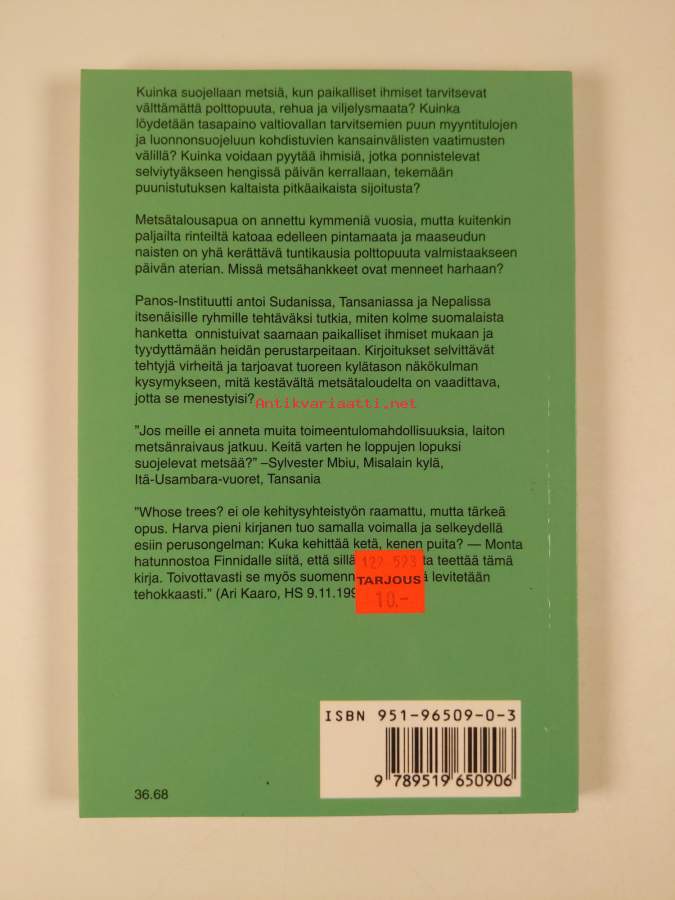 Kuinka suojellaan metsiä, kun paikalliset ihmiset tarvitsevat
välttämättä polttopuuta, rehua ja viljelysmaata? Kuinka
löydetään tasapaino valtiovallan tarvitsemien puun myyntitulojen
ja luonnonsuojeluun kohdistuvien kansainvälisten vaatimusten
välillä? Kuinka voidaan pyytää ihmisiä, jotka ponnistelevat
selviytyäkseen hengissä päivän kerrallaan, tekemään
puunistutuksen kaltaista pitkäaikaista sijoitusta?
Metsätalousapua on annettu kymmeniä vuosia, mutta kuitenkin
paljailta rinteiltä katoaa edelleen pintamaata ja maaseudun
naisten on yhä kerättävä tuntikausia polttopuuta valmistaakseen
päivän aterian. Missä metsähankkeet ovat menneet harhaan?
Panos-Instituutti antoi Sudanissa, Tansaniassa ja Nepalissa
itsenäisille ryhmille tehtäväksi tutkia, miten kolme suomalaista
hanketta onnistuivat saamaan paikalliset ihmiset mukaan ja
tyydyttämään heidän perustarpeitaan. Kirjoitukset selvittävät
tehtyjä virheitä ja tarjoavat tuoreen kylätason näkökulman
kysymykseen, mitä kestävältä metsätaloudelta on vaadittava,
jotta se menestyisi?
Antikvariaatti.net
"Jos meille ei anneta muita toimeentulomahdollisuuksia, laiton
metsänraivaus jatkuu. Keitä varten he loppujen lopuksi
suojelevat metsää?" –Sylvester Mbiu, Misalain kylä,
Itä-Usambara-vuoret, Tansania
"Whose trees? ei ole kehitysyhteistyön raamattu, mutta tärkeä
opus. Harva pieni kirjanen tuo samalla voimalla ja selkeydellä
esiin perusongelman: Kuka kehittää ketä, kenen puita? — Monta
hatunnostoa Finnidalle siitä, että sillä teettää tämä
kirja. Toivottavasti se myös levitetään
tehokkaasti." (Ari Kaaro, HS 9.11.199
127 523
TARJOUS
10.-
ISBN 951-96509-0-3
9 789519 650906
36.68